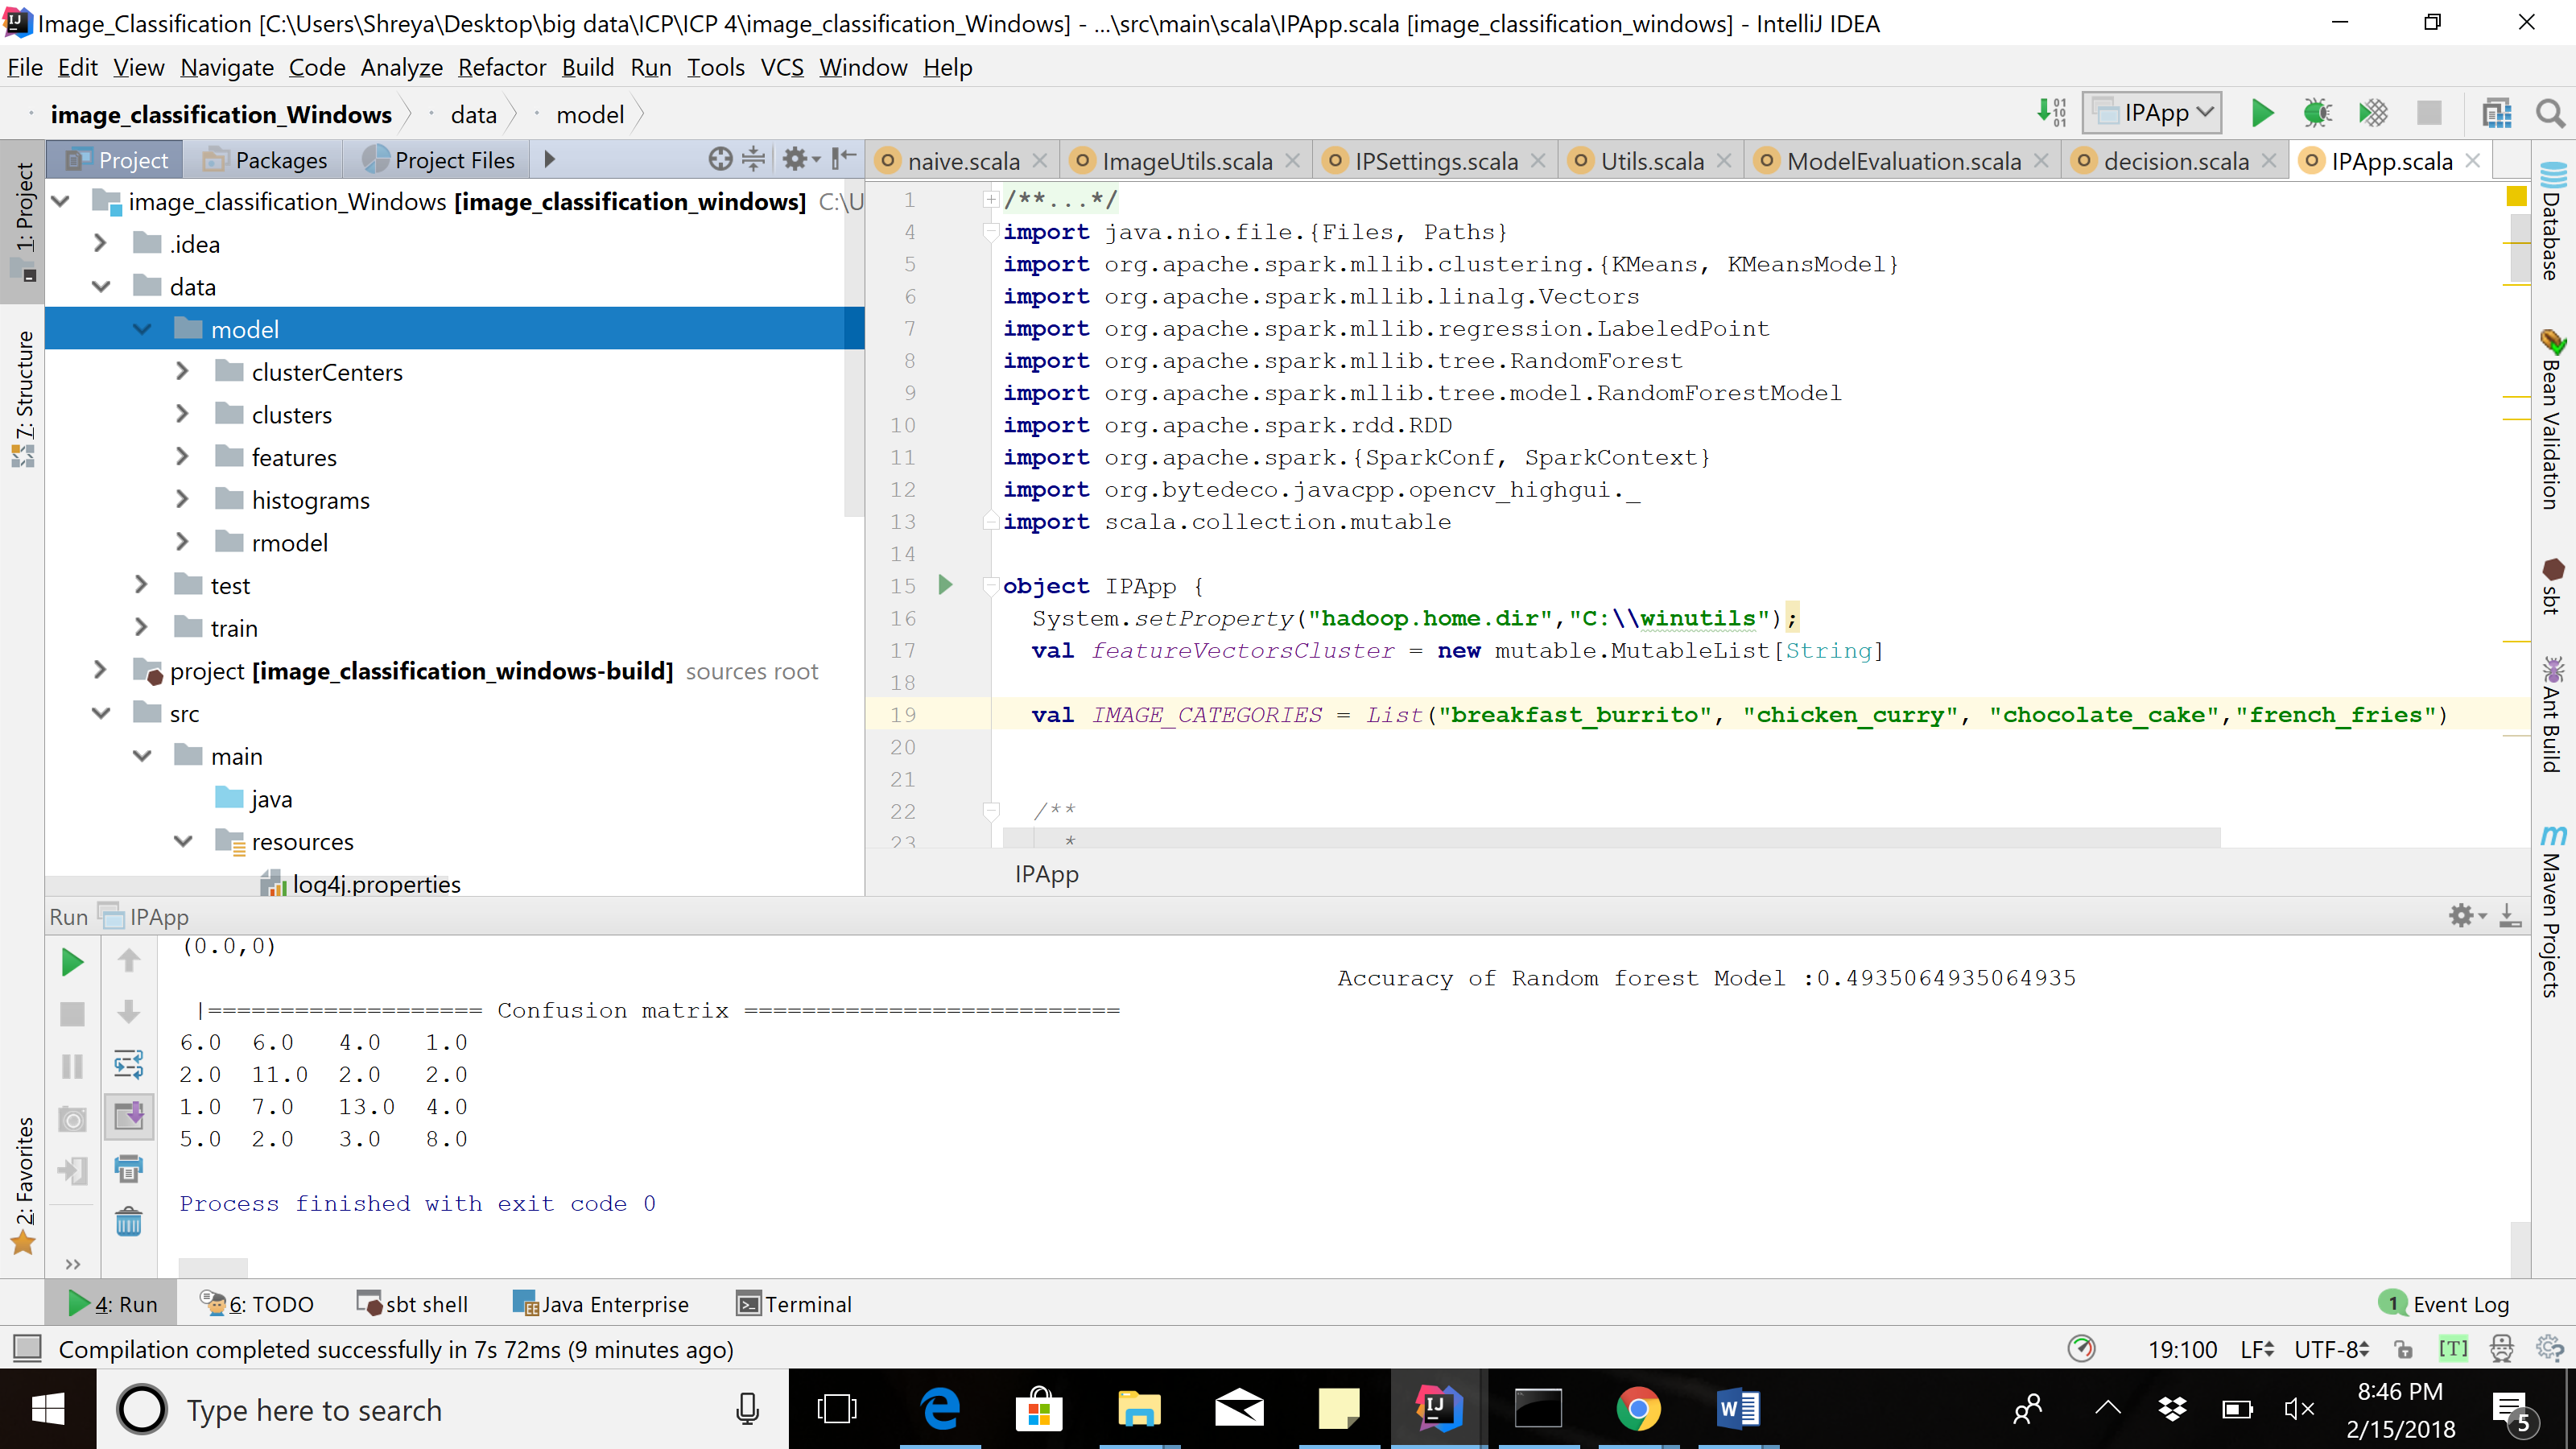 Image_Classification [C:\Users\Shreya\Desktop\big data\ICP\ICP 4\image_classification_Windows] - ...\src\main\scala\IPApp.scala [image_classification_windows] - IntelliJ IDEA
File Edit View Navigate Code Analyze Refactor Build Run Tools VCS Window Help
image_classification_Windows data model
IPApp
Project Packages Project Files
naive.scala ImageUtils.scala IPSettings.scala Utils.scala ModelEvaluation.scala decision.scala IPApp.scala
1: Project
7: Structure
2: Favorites
image_classification_Windows [image_classification_windows] C:\U
.idea
data
model
clusterCenters
clusters
features
histograms
rmodel
test
train
project [image_classification_windows-build] sources root
src
main
java
resources
log4j.properties
1 /**...*/
4 import java.nio.file.{Files, Paths}
5 import org.apache.spark.mllib.clustering.{KMeans, KMeansModel}
6 import org.apache.spark.mllib.linalg.Vectors
7 import org.apache.spark.mllib.regression.LabeledPoint
8 import org.apache.spark.mllib.tree.RandomForest
9 import org.apache.spark.mllib.tree.model.RandomForestModel
10 import org.apache.spark.rdd.RDD
11 import org.apache.spark.{SparkConf, SparkContext}
12 import org.bytedeco.javacpp.opencv_highgui._
13 import scala.collection.mutable
14
15 object IPApp {
16 System.setProperty("hadoop.home.dir","C:\\winutils");
17 val featureVectorsCluster = new mutable.MutableList[String]
18
19 val IMAGE_CATEGORIES = List("breakfast_burrito", "chicken_curry", "chocolate_cake","french_fries")
20
21
22 /**
23 *
IPApp
Database
Bean Validation
sbt
Ant Build
Maven Projects
Run IPApp
(0.0,0)
Accuracy of Random forest Model :0.4935064935064935
|=================== Confusion matrix ==========================
6.0 6.0 4.0 1.0
2.0 11.0 2.0 2.0
1.0 7.0 13.0 4.0
5.0 2.0 3.0 8.0
Process finished with exit code 0
4: Run 6: TODO sbt shell Java Enterprise Terminal 1 Event Log
Compilation completed successfully in 7s 72ms (9 minutes ago) 19:100 LF UTF-8 [T]
Type here to search
8:46 PM
2/15/2018
5